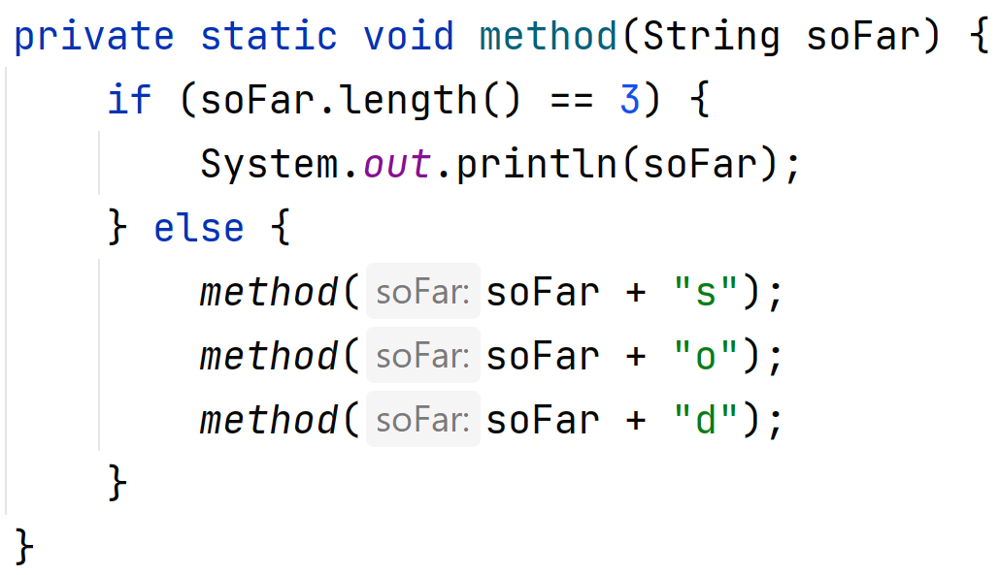 private static void method(String soFar) {
    if (soFar.length() == 3) {
        System.out.println(soFar);
    } else {
        method( soFar: soFar + "s");
        method( soFar: soFar + "o");
        method( soFar: soFar + "d");
    }
}